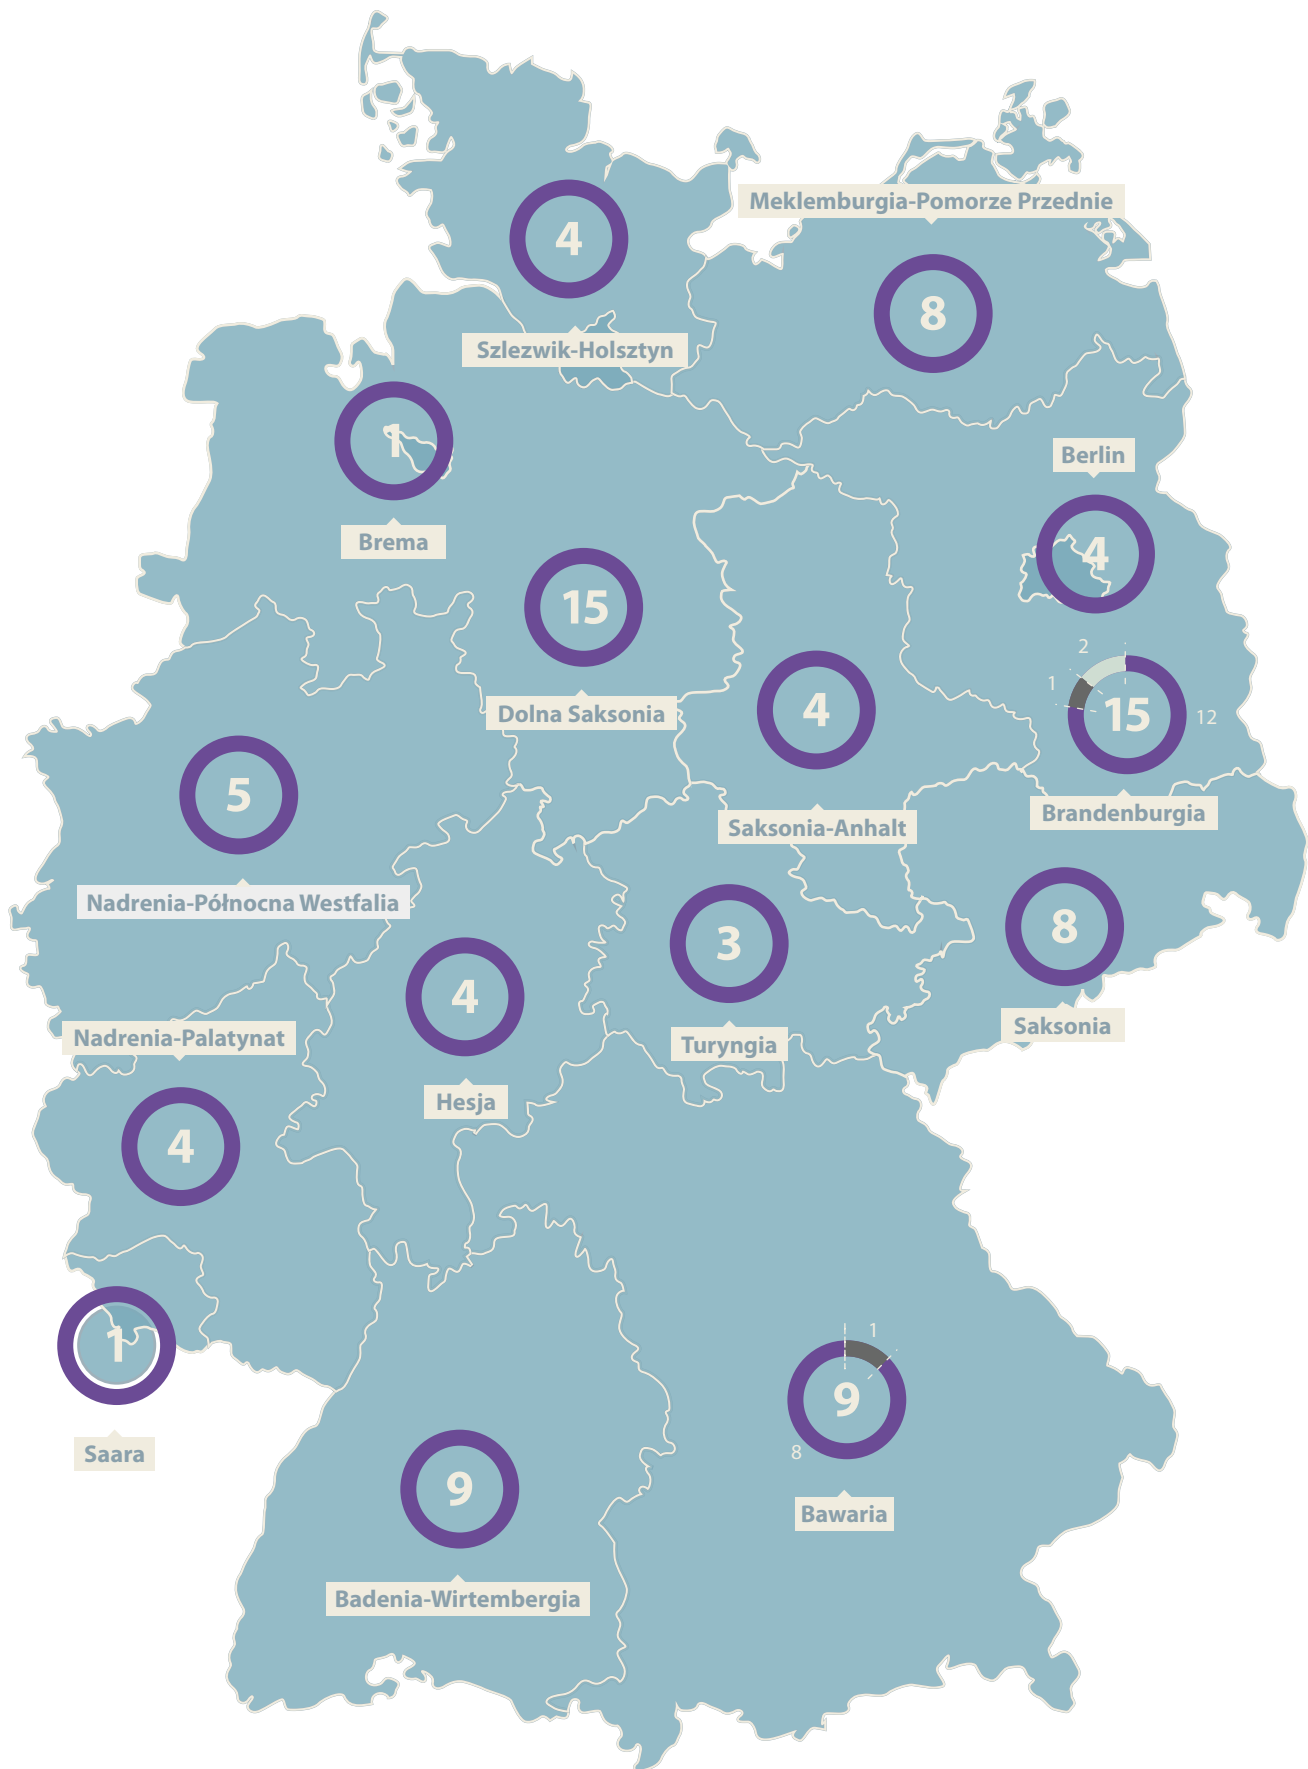 Meklemburgia-Pomorze Przednie
4
8
Szlezwik-Holsztyn
1
Berlin
Brema
4
15
2
1
15
12
Dolna Saksonia
4
5
Brandenburgia
Saksonia-Anhalt
Nadrenia-Północna Westfalia
8
3
4
Saksonia
Nadrenia-Palatynat
Turyngia
Hesja
4
1
1
9
8
Saara
9
Bawaria
Badenia-Wirtembergia